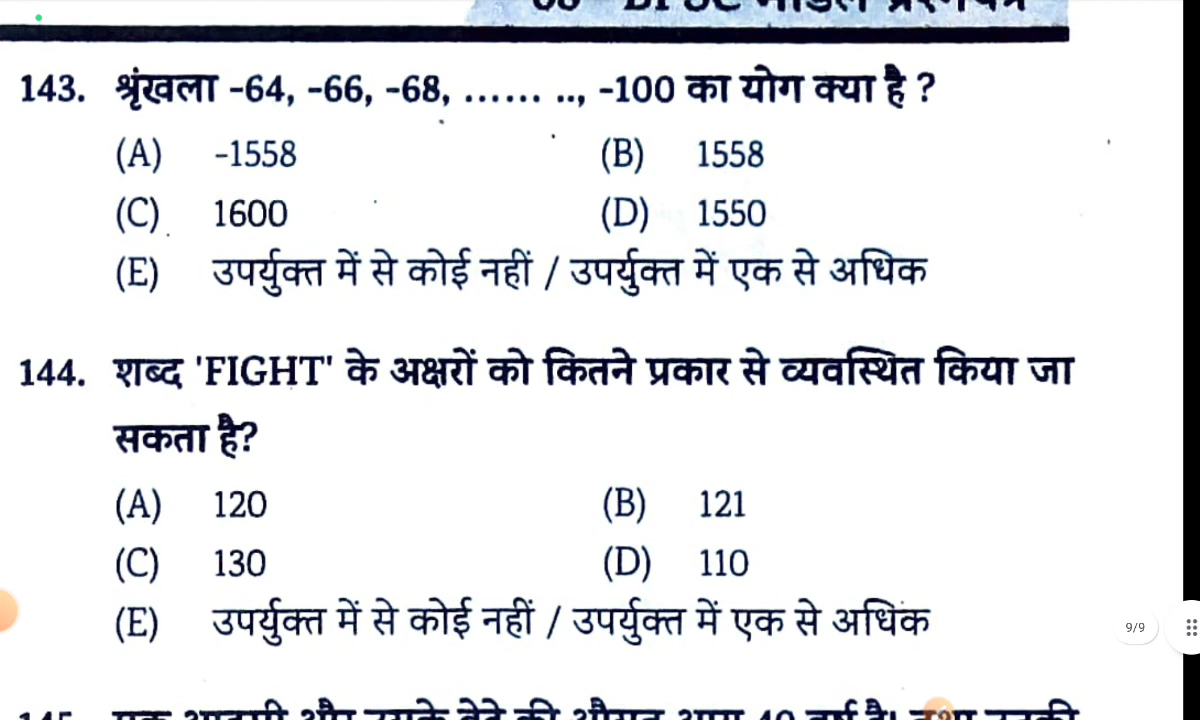 143. श्रृंखला -64, -66, -68, ...... .., -100 का योग क्या है ?
(A) -1558 (B) 1558
(C) 1600 (D) 1550
(E) उपर्युक्त में से कोई नहीं / उपर्युक्त में एक से अधिक
144. शब्द 'FIGHT' के अक्षरों को कितने प्रकार से व्यवस्थित किया जा
सकता है?
(A) 120 (B) 121
(C) 130 (D) 110
(E) उपर्युक्त में से कोई नहीं / उपर्युक्त में एक से अधिक
9/9